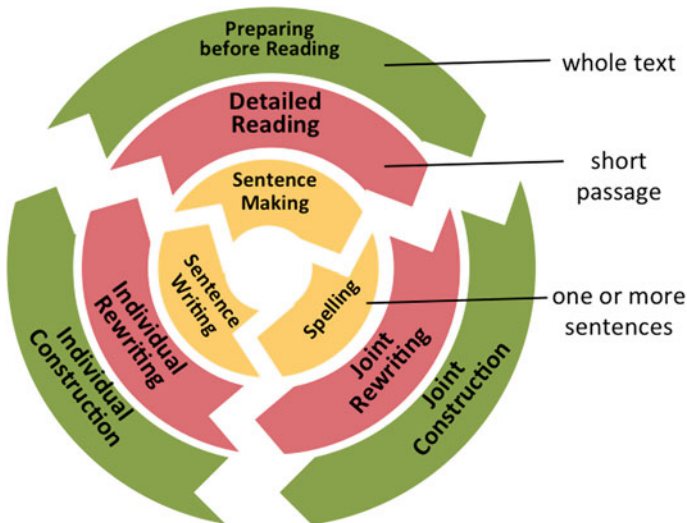 Preparing
before Reading
whole text
Detailed
Reading
short
passage
Sentence
Making
Sentence
Writing
Spelling
one or more
sentences
Individual
Rewriting
Joint
Rewriting
Individual
Construction
Joint
Construction